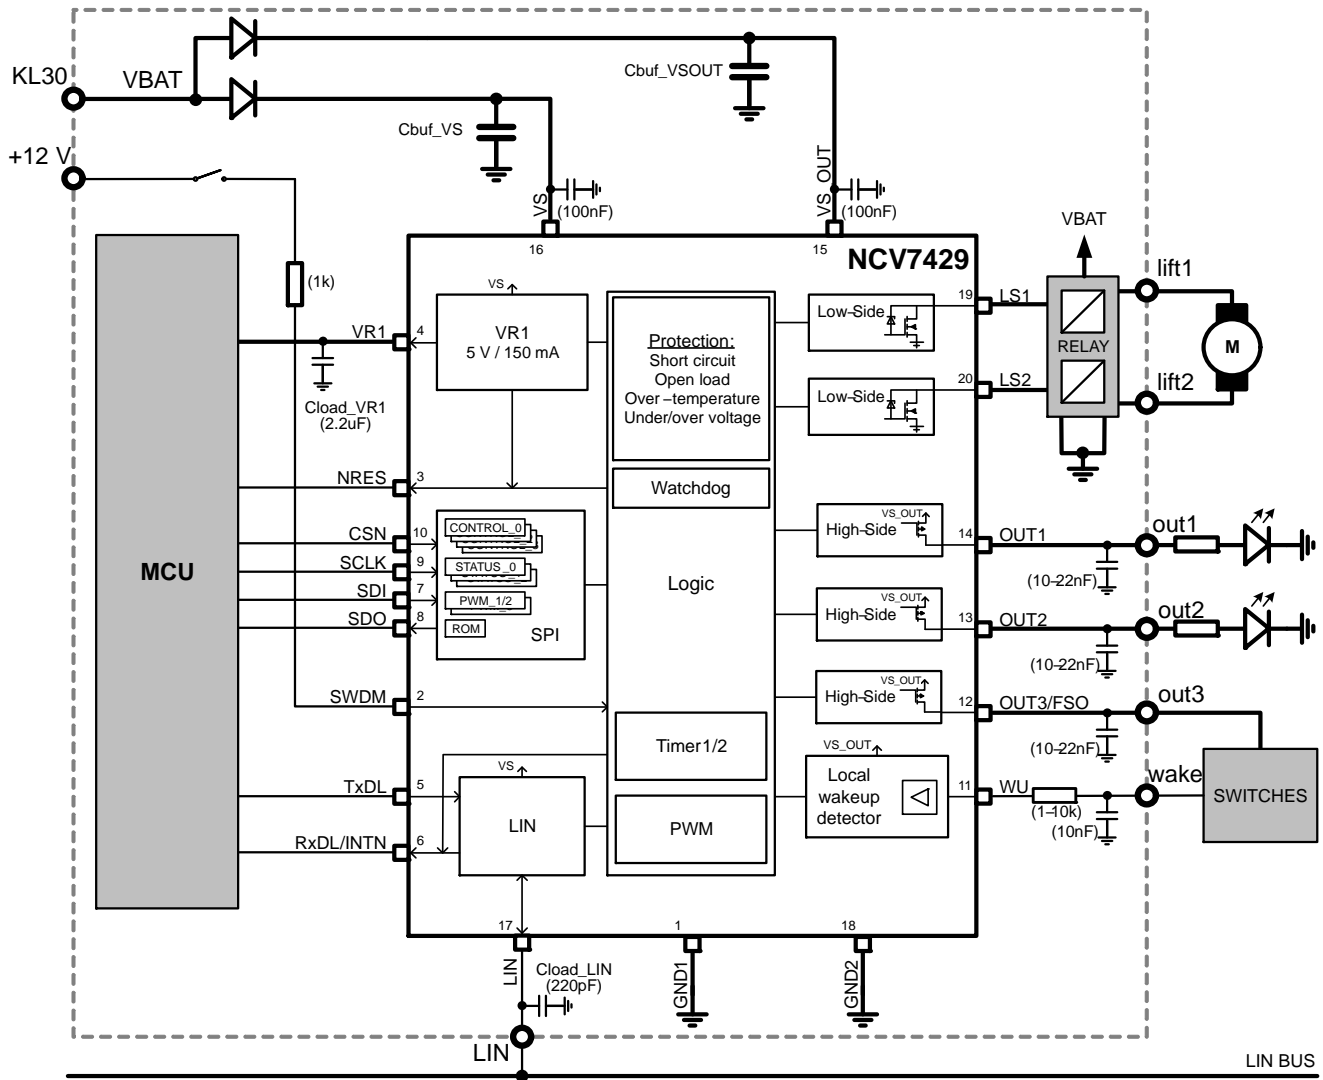 KL30
VBAT
+12 V
Cbuf_VSOUT
Cbuf_VS
VS
(100nF)
VS_OUT
(100nF)
16
15
NCV7429
MCU
(1k)
VR1
4
Cload_VR1
(2.2uF)
NRES
3
CSN
10
SCLK
9
SDI
7
SDO
8
SWDM
2
TxDL
5
RxDL/INTN
6
VS
VR1
5 V / 150 mA
CONTROL_0
STATUS_0
PWM_1/2
ROM
SPI
VS
LIN
Protection:
Short circuit
Open load
Over–temperature
Under/over voltage
Watchdog
Logic
Timer1/2
PWM
Low–Side
19
LS1
Low–Side
20
LS2
VBAT
RELAY
lift1
M
lift2
VS_OUT
High–Side
14
OUT1
(10–22nF)
out1
VS_OUT
High–Side
13
OUT2
(10–22nF)
out2
VS_OUT
High–Side
12
OUT3/FSO
(10–22nF)
out3
VS_OUT
Local
wakeup
detector
11
WU
(1–10k)
(10nF)
wake
SWITCHES
17
LIN
Cload_LIN
(220pF)
1
GND1
18
GND2
LIN
LIN BUS